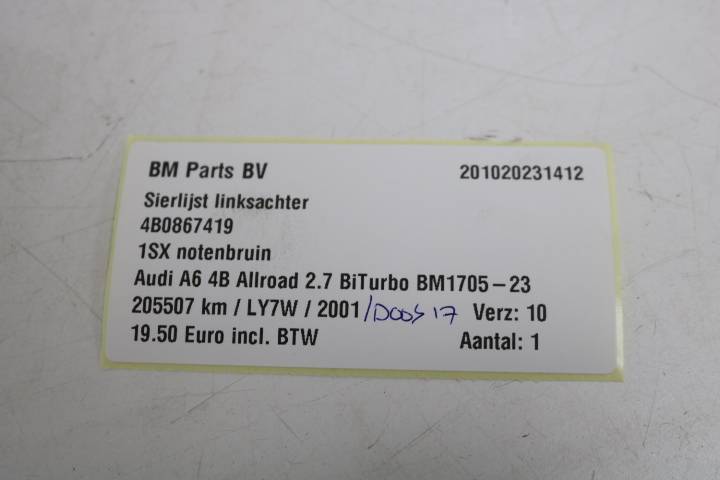 BM Parts BV 201020231412
Sierlijst linksachter
4B0867419
1SX notenbruin
Audi A6 4B Allroad 2.7 BiTurbo BM1705-23
205507 km / LY7W / 2001 /DOOS 17 Verz: 10
19.50 Euro incl. BTW Aantal: 1